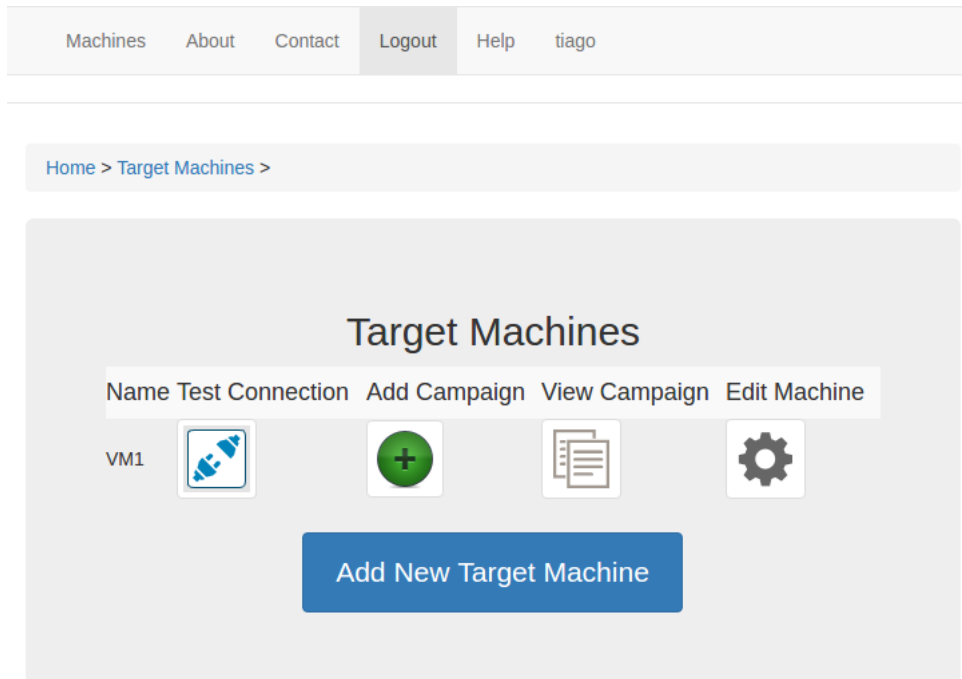 Machines About Contact Logout Help tiago
Home > Target Machines >
Target Machines
Name Test Connection Add Campaign View Campaign Edit Machine
VM1
Add New Target Machine